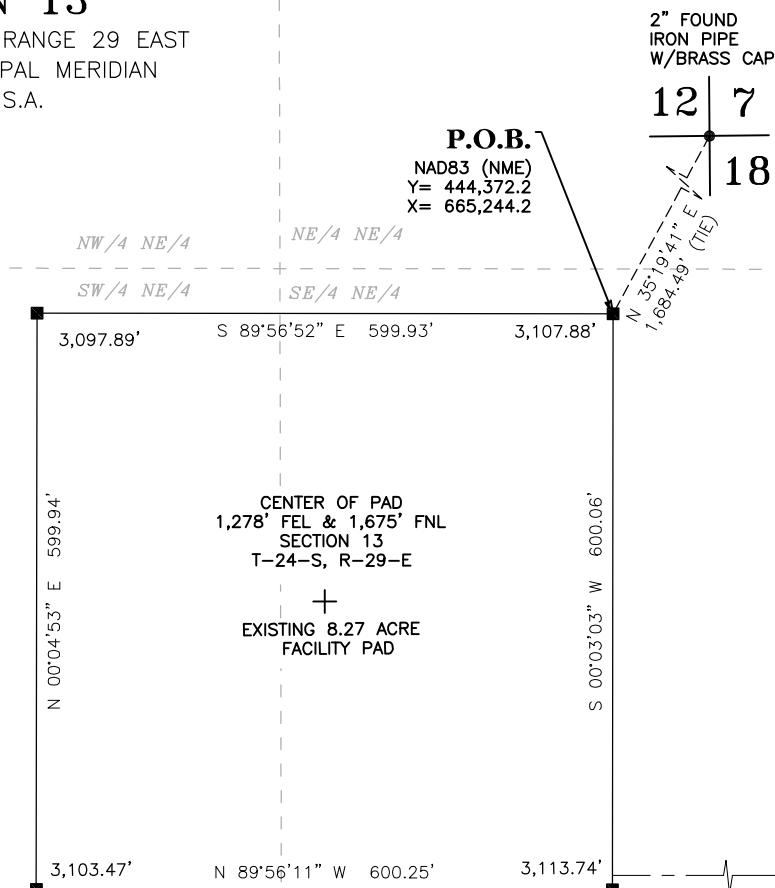 N 13
RANGE 29 EAST
PAL MERIDIAN
S.A.
2" FOUND
IRON PIPE
W/BRASS CAP
12 7
18
P.O.B.
NAD83 (NME)
Y= 444,372.2
X= 665,244.2
N 35°19'41" E
1,684.49' (TIE)
NW/4 NE/4
NE/4 NE/4
SW/4 NE/4
SE/4 NE/4
3,097.89'
S 89°56'52" E 599.93'
3,107.88'
N 00°04'53" E 599.94'
CENTER OF PAD
1,278' FEL & 1,675' FNL
SECTION 13
T-24-S, R-29-E
EXISTING 8.27 ACRE
FACILITY PAD
S 00°03'03" W 600.06'
3,103.47'
N 89°56'11" W 600.25'
3,113.74'